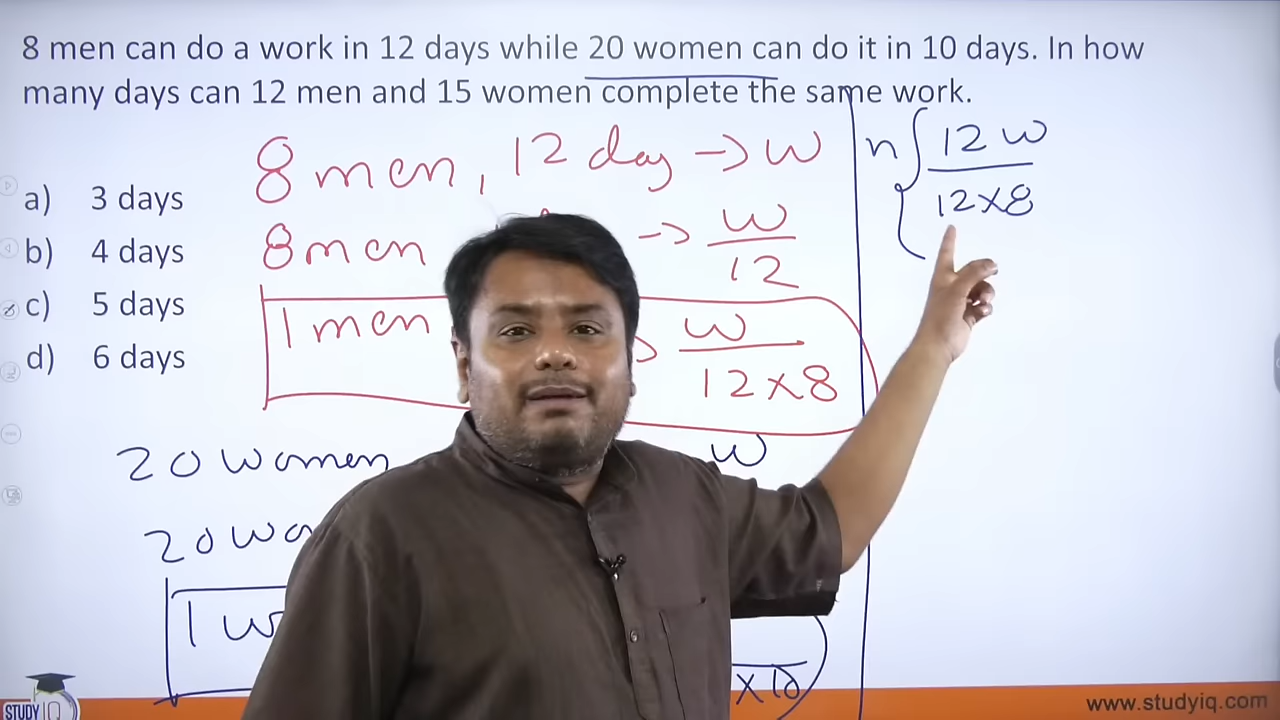 8 men can do a work in 12 days while 20 women can do it in 10 days. In how
many days can 12 men and 15 women complete the same work.
a) 3 days
b) 4 days
c) 5 days
d) 6 days
8 men, 12 day → W
8 men → W
12
1 men → W
12×8
20 women W
20 wo
1 w
×10
n { 12 W
12×8
STUDY IQ
www.studyiq.com